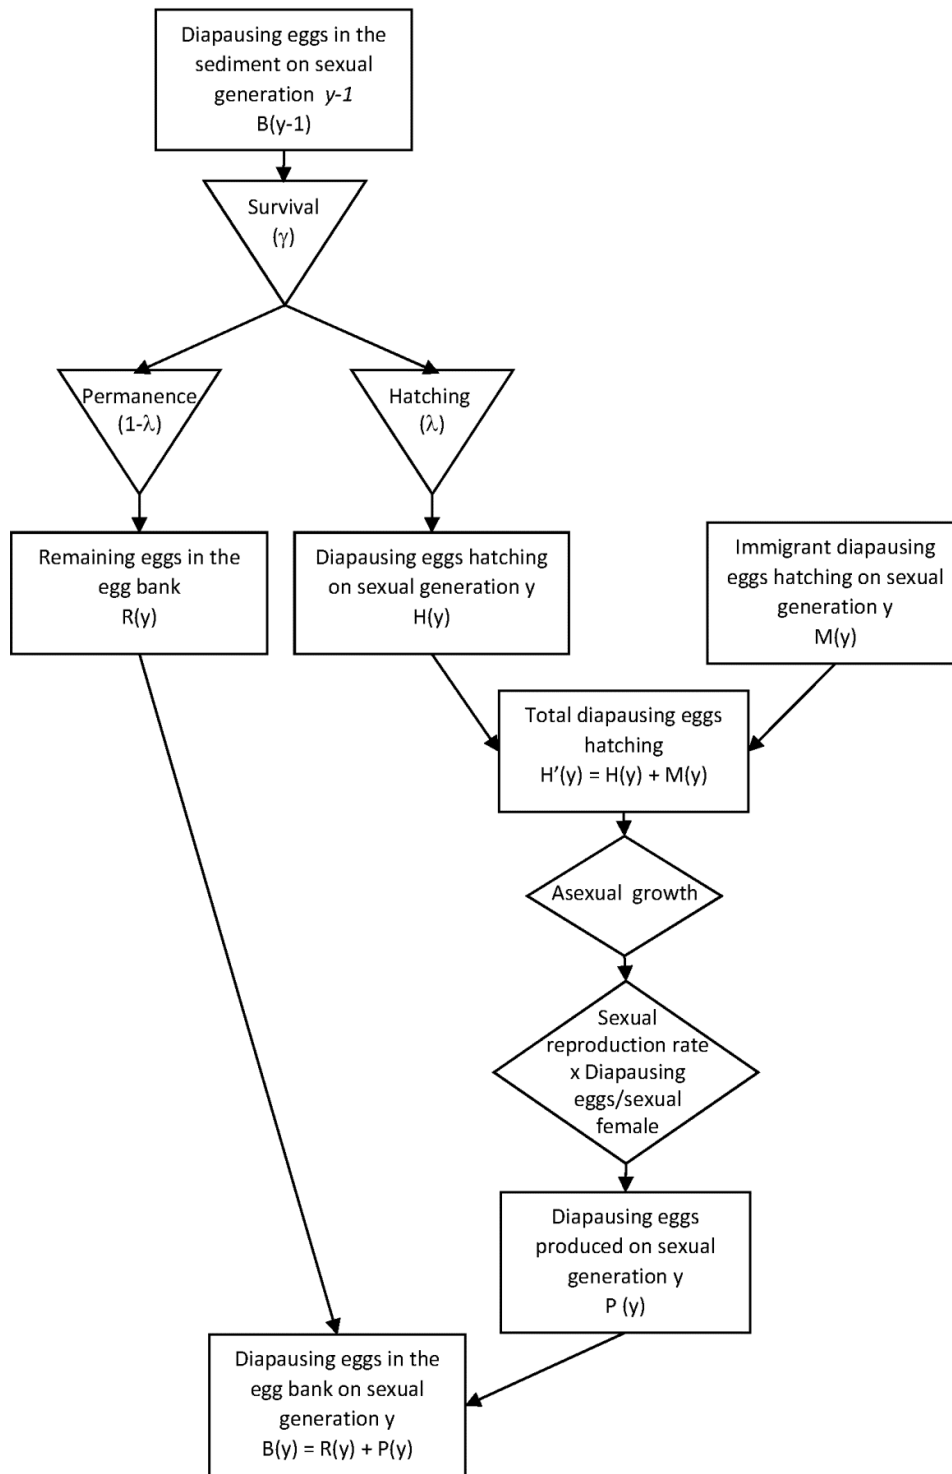 Diapausing eggs in the
sediment on sexual
generation y-1
B(y-1)
Survival
(γ)
Permanence
(1-λ)
Hatching
(λ)
Remaining eggs in the
egg bank
R(y)
Diapausing eggs hatching
on sexual generation y
H(y)
Immigrant diapausing
eggs hatching on sexual
generation y
M(y)
Total diapausing eggs
hatching
H’(y) = H(y) + M(y)
Asexual growth
Sexual
reproduction rate
x Diapausing
eggs/sexual
female
Diapausing eggs
produced on sexual
generation y
P (y)
Diapausing eggs in the
egg bank on sexual
generation y
B(y) = R(y) + P(y)